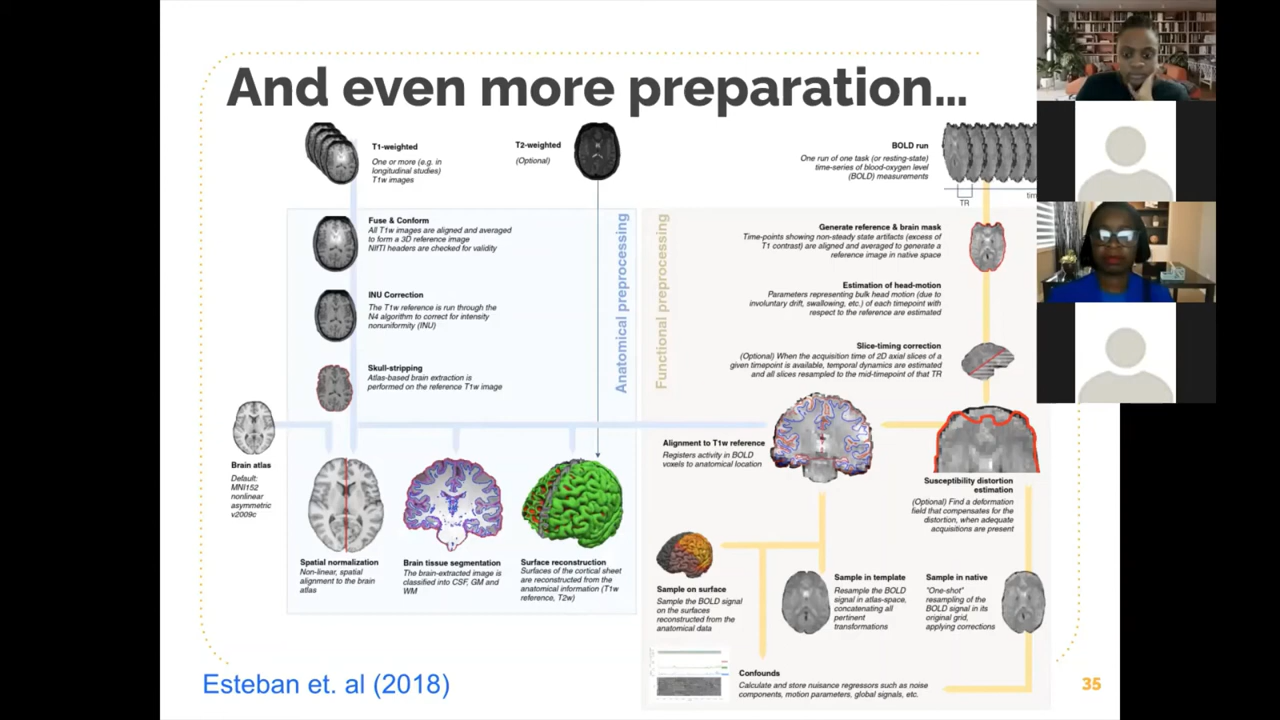 And even more preparation...
T1-weighted
One or more (e.g. in
longitudinal studies)
T1w images
T2-weighted
(Optional)
BOLD run
One run of one task (or resting-state)
time-series of blood-oxygen level
(BOLD) measurements
TR
Anatomical preprocessing
Functional preprocessing
Fuse & Conform
All T1w images are aligned and averaged
to form a 3D reference image
NIfTI headers are checked for validity
INU Correction
The T1w reference is run through the
N4 algorithm to correct for intensity
nonuniformity (INU)
Skull-stripping
Atlas-based brain extraction is
performed on the reference T1w image
Brain atlas
Default:
MNI152
nonlinear
asymmetric
v2009c
Spatial normalization
Non-linear, spatial
alignment to the brain
atlas
Brain tissue segmentation
The brain-extracted image is
classified into CSF, GM and
WM
Surface reconstruction
Surfaces of the cortical sheet
are reconstructed from the
anatomical information (T1w
reference, T2w)
Generate reference & brain mask
Time-points showing non-steady state artifacts (excess of
T1 contrast) are aligned and averaged to generate a
reference image in native space
Estimation of head-motion
Parameters representing bulk head motion (due to
involuntary drift, swallowing, etc.) of each timepoint with
respect to the reference are estimated
Slice-timing correction
(Optional) When the acquisition time of 2D axial slices of a
given timepoint is available, temporal dynamics are estimated
and all slices resampled to the mid-timepoint of that TR
Alignment to T1w reference
Registers activity in BOLD
voxels to anatomical location
Susceptibility distortion
estimation
(Optional) Find a deformation
field that compensates for the
distortion, when adequate
acquisitions are present
Sample on surface
Sample the BOLD signal
on the surfaces
reconstructed from the
anatomical data
Sample in template
Resample the BOLD
signal in atlas-space,
concatenating all
pertinent
transformations
Sample in native
"One-shot"
resampling of the
BOLD signal in its
original grid,
applying corrections
Confounds
Calculate and store nuisance regressors such as noise
components, motion parameters, global signals, etc.
Esteban et. al (2018)
35